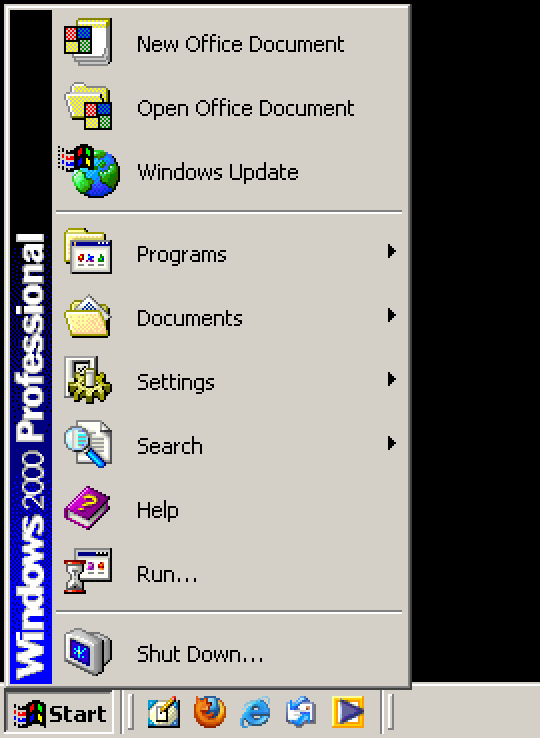 New Office Document
Open Office Document
Windows Update
Programs
Documents
Settings
Search
Help
Run...
Shut Down...
Windows 2000 Professional
Start